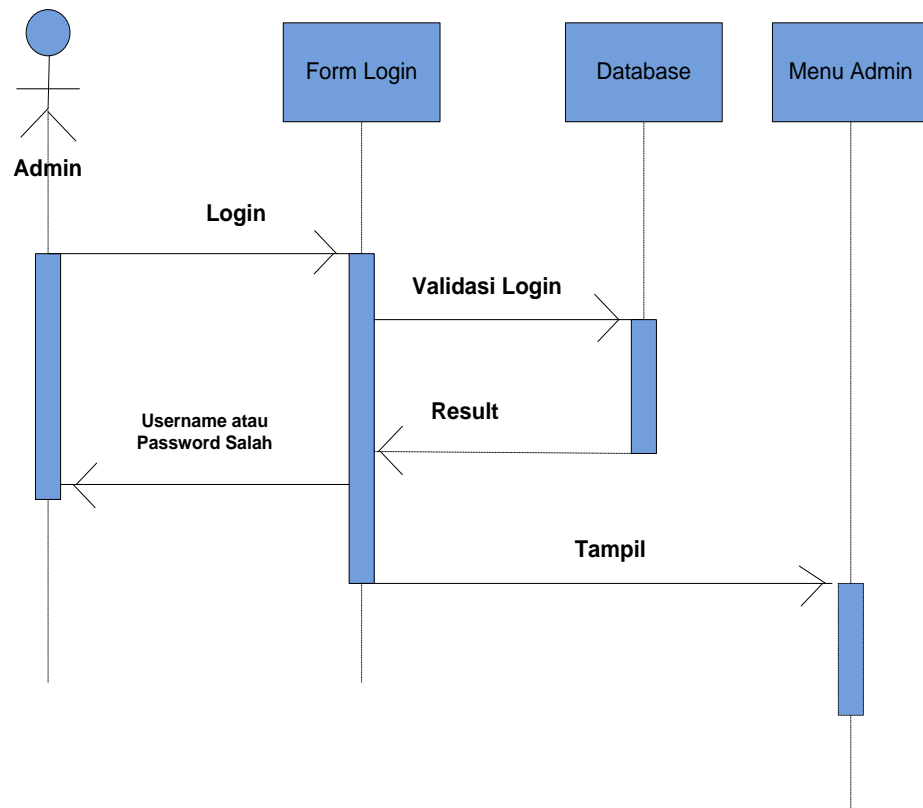 Form Login
Database
Menu Admin
Admin
Login
Validasi Login
Result
Username atau
Password Salah
Tampil